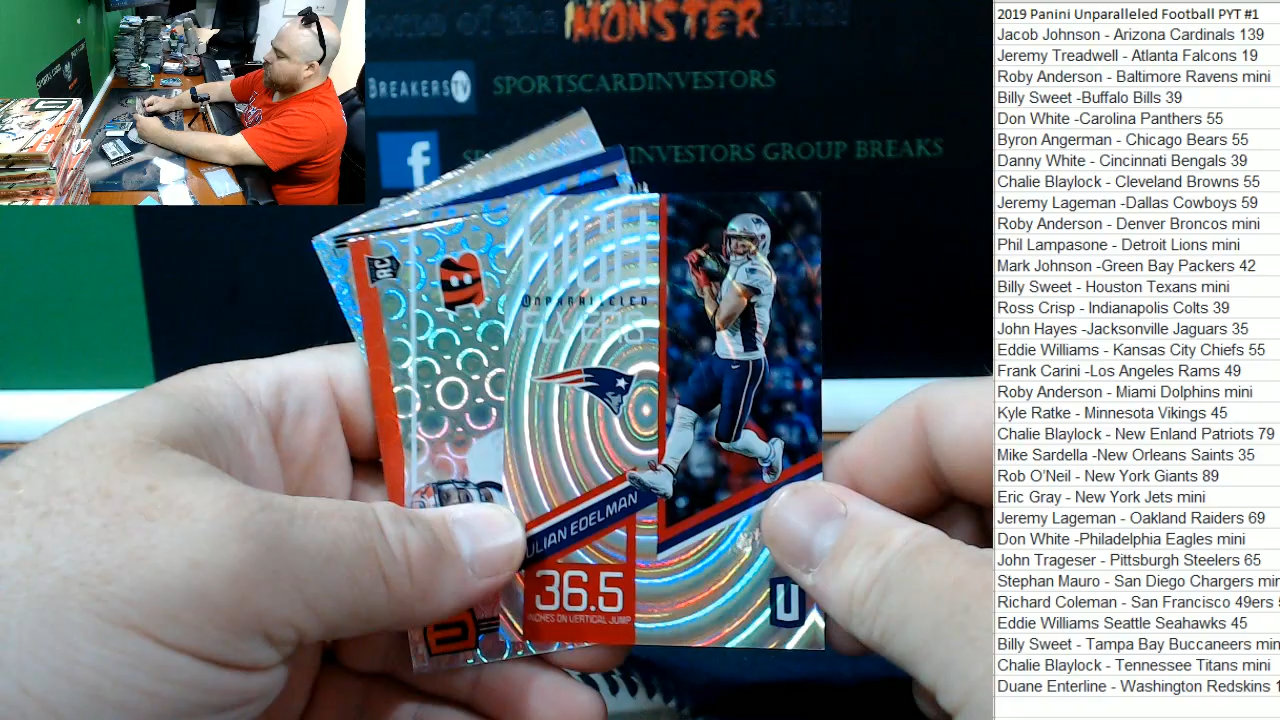 MONSTER
BREAKERS TV
SPORTSCARDINVESTORS
f
INVESTORS GROUP BREAKS
RC
HIGH
UNPARALLELED
FLYERS
JULIAN EDELMAN
36.5
INCHES ON VERTICAL JUMP
U
2019 Panini Unparalleled Football PYT #1
Jacob Johnson - Arizona Cardinals 139
Jeremy Treadwell - Atlanta Falcons 19
Roby Anderson - Baltimore Ravens mini
Billy Sweet -Buffalo Bills 39
Don White -Carolina Panthers 55
Byron Angerman - Chicago Bears 55
Danny White - Cincinnati Bengals 39
Chalie Blaylock - Cleveland Browns 55
Jeremy Lageman -Dallas Cowboys 59
Roby Anderson - Denver Broncos mini
Phil Lampasone - Detroit Lions mini
Mark Johnson -Green Bay Packers 42
Billy Sweet - Houston Texans mini
Ross Crisp - Indianapolis Colts 39
John Hayes -Jacksonville Jaguars 35
Eddie Williams - Kansas City Chiefs 55
Frank Carini -Los Angeles Rams 49
Roby Anderson - Miami Dolphins mini
Kyle Ratke - Minnesota Vikings 45
Chalie Blaylock - New Enland Patriots 79
Mike Sardella -New Orleans Saints 35
Rob O'Neil - New York Giants 89
Eric Gray - New York Jets mini
Jeremy Lageman - Oakland Raiders 69
Don White -Philadelphia Eagles mini
John Trageser - Pittsburgh Steelers 65
Stephan Mauro - San Diego Chargers min
Richard Coleman - San Francisco 49ers
Eddie Williams Seattle Seahawks 45
Billy Sweet - Tampa Bay Buccaneers min
Chalie Blaylock - Tennessee Titans mini
Duane Enterline - Washington Redskins 1